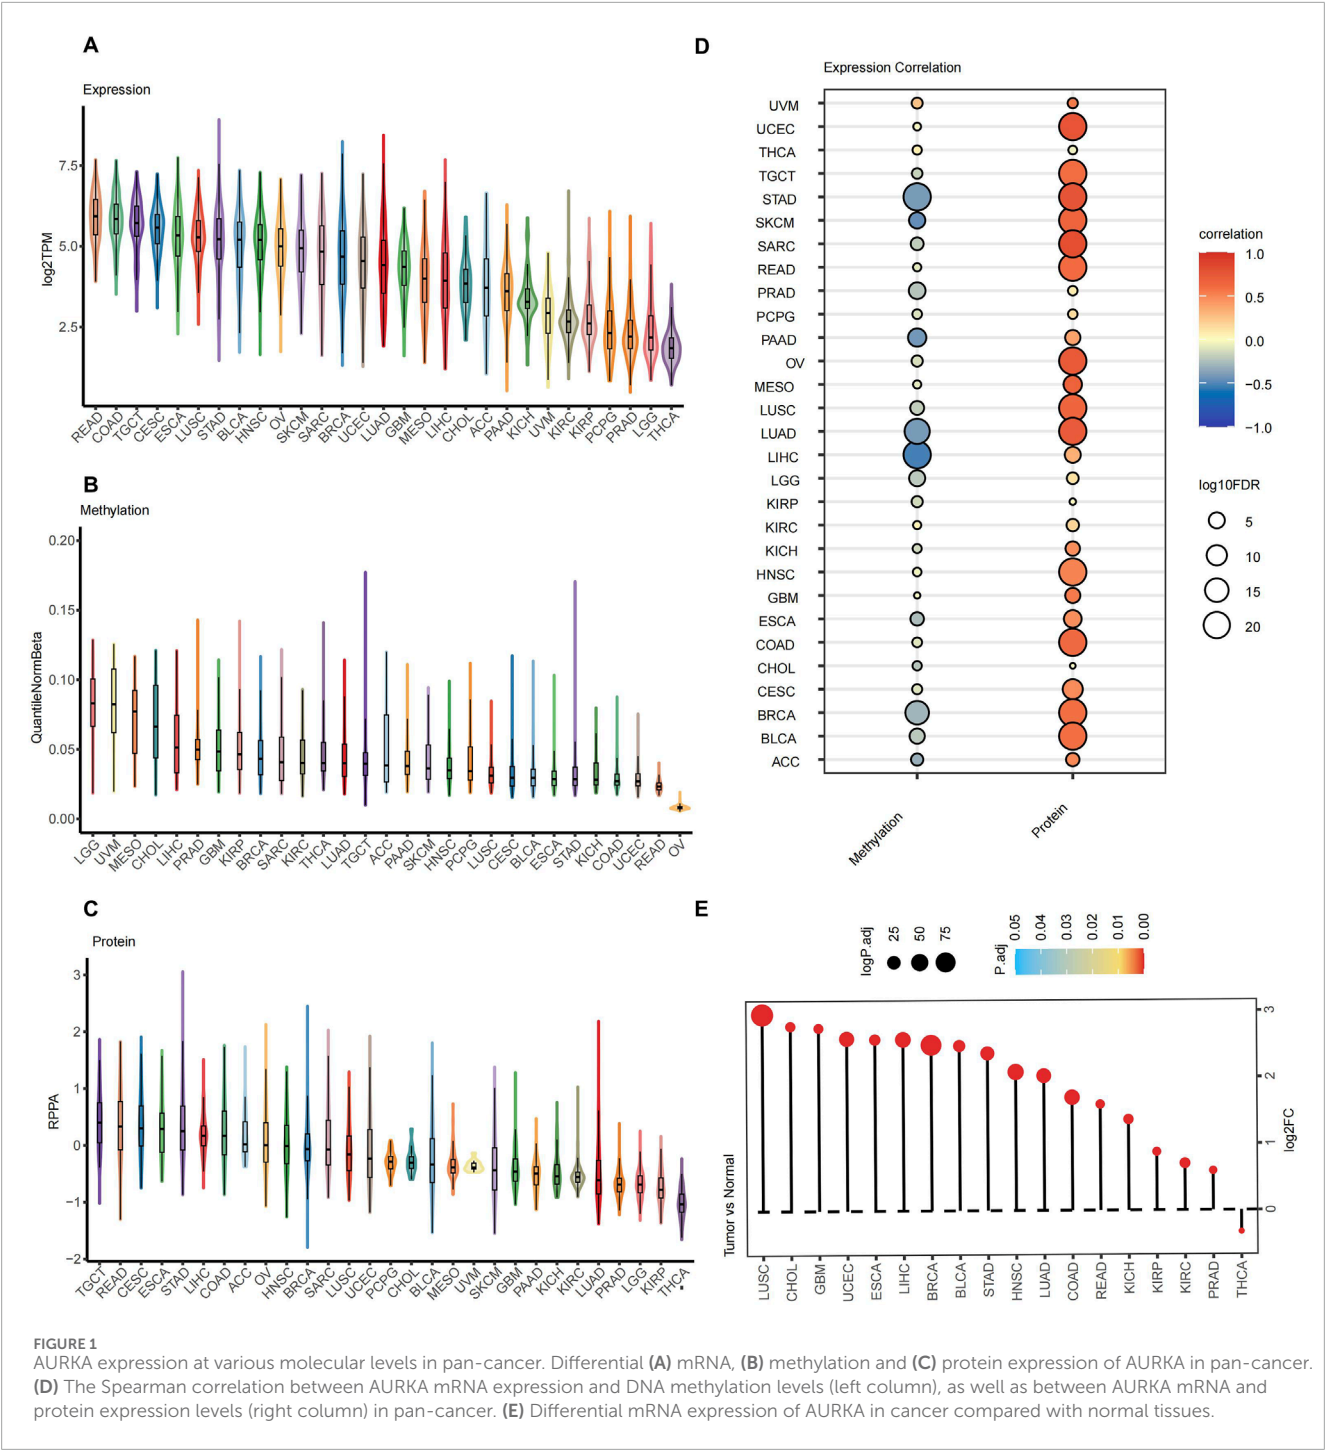 A
Expression
log2TPM
7.5
5.0
2.5
READ COAD TGCT CESC ESCA LUSC STAD BLCA HNSC OV SKCM SARC BRCA UCEC LUAD GBM MESO LIHC CHOL ACC PAAD KICH UVM KIRC KIRP PCPG PRAD LGG THCA
B
Methylation
QuantileNormBeta
0.20
0.15
0.10
0.05
0.00
LGG UVM MESO CHOL LIHC PRAD GBM KIRP BRCA SARC KIRC THCA LUAD TGCT ACC PAAD SKCM HNSC PCPG LUSC CESC BLCA ESCA STAD KICH COAD UCEC READ OV
C
Protein
RPPA
3
2
1
0
−1
−2
TGCT READ CESC ESCA STAD LIHC COAD ACC OV HNSC BRCA SARC LUSC UCEC PCPG CHOL BLCA MESO UVM SKCM GBM PAAD KICH KIRC LUAD PRAD LGG KIRP THCA
D
Expression Correlation
UVM
UCEC
THCA
TGCT
STAD
SKCM
SARC
READ
PRAD
PCPG
PAAD
OV
MESO
LUSC
LUAD
LIHC
LGG
KIRP
KIRC
KICH
HNSC
GBM
ESCA
COAD
CHOL
CESC
BRCA
BLCA
ACC
Methylation Protein
correlation
1.0
0.5
0.0
−0.5
−1.0
log10FDR
5
10
15
20
E
logP.adj
25 50 75
P.adj
0.05 0.04 0.03 0.02 0.01 0.00
Tumor vs Normal
3
2
1
0
log2FC
LUSC CHOL GBM UCEC ESCA LIHC BRCA BLCA STAD HNSC LUAD COAD READ KICH KIRP KIRC PRAD THCA
FIGURE 1
AURKA expression at various molecular levels in pan-cancer. Differential (A) mRNA, (B) methylation and (C) protein expression of AURKA in pan-cancer.
(D) The Spearman correlation between AURKA mRNA expression and DNA methylation levels (left column), as well as between AURKA mRNA and
protein expression levels (right column) in pan-cancer. (E) Differential mRNA expression of AURKA in cancer compared with normal tissues.